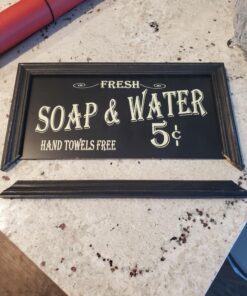 FRESH
SOAP & WATER
5¢
HAND TOWELS FREE